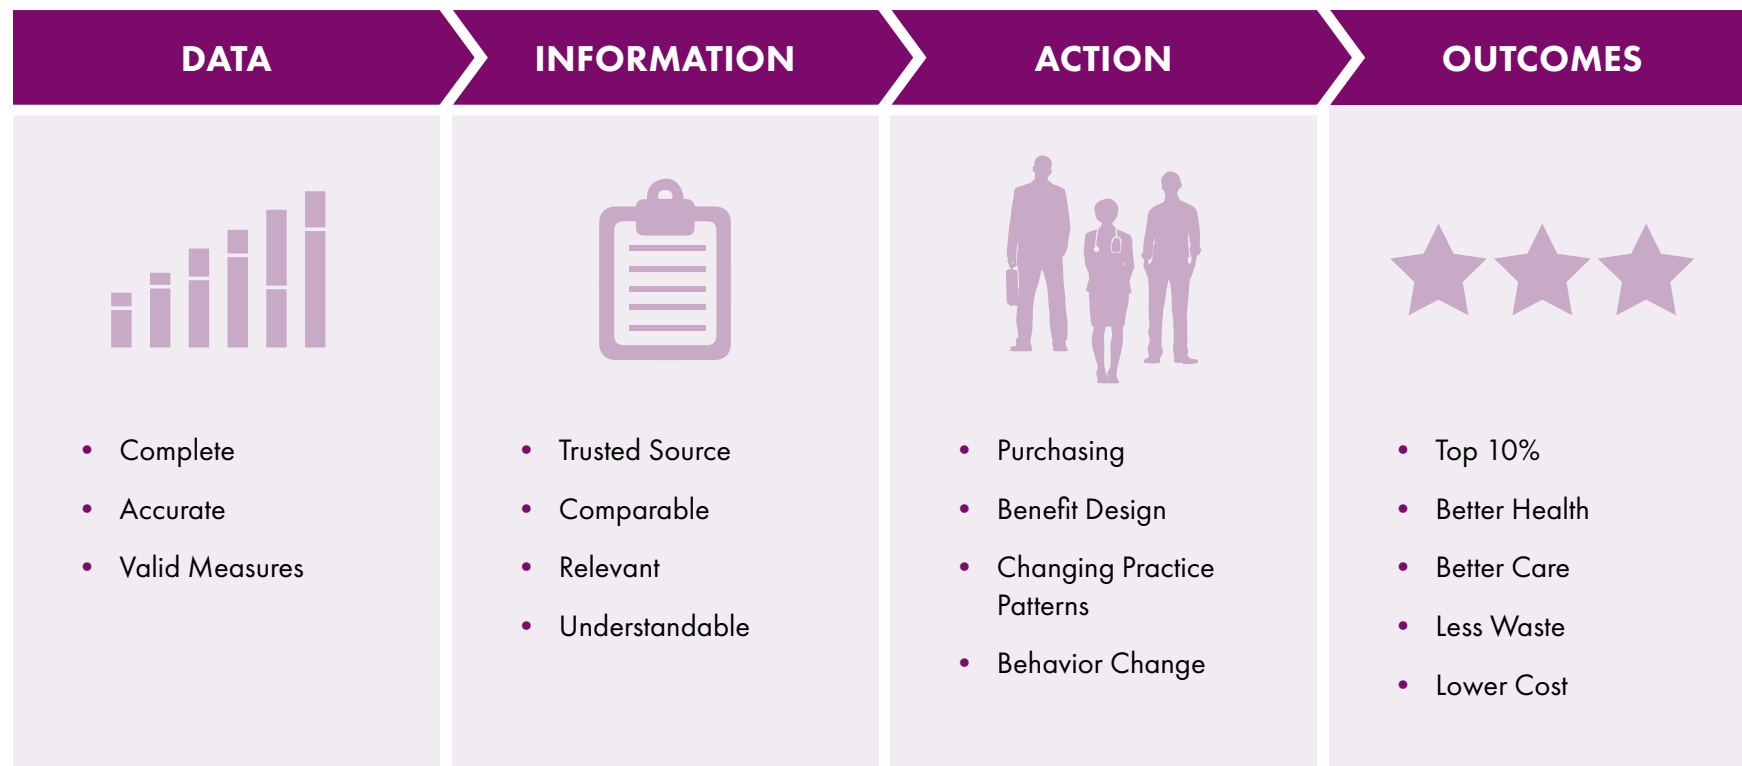 DATA
INFORMATION
ACTION
OUTCOMES
• Complete
• Accurate
• Valid Measures
• Trusted Source
• Comparable
• Relevant
• Understandable
• Purchasing
• Benefit Design
• Changing Practice
Patterns
• Behavior Change
• Top 10%
• Better Health
• Better Care
• Less Waste
• Lower Cost